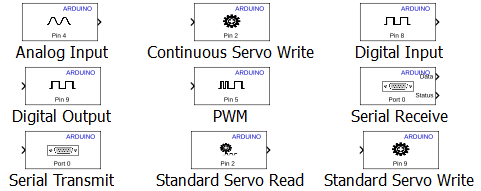 ARDUINO ARDUINO ARDUINO
Pin 4 Pin 2 Pin 8
Analog Input Continuous Servo Write Digital Input
ARDUINO ARDUINO ARDUINO
Data
Status
Pin 9 Pin 5 Port 0
Digital Output PWM Serial Receive
ARDUINO ARDUINO ARDUINO
Port 0 Pin 2 Pin 9
Serial Transmit Standard Servo Read Standard Servo Write